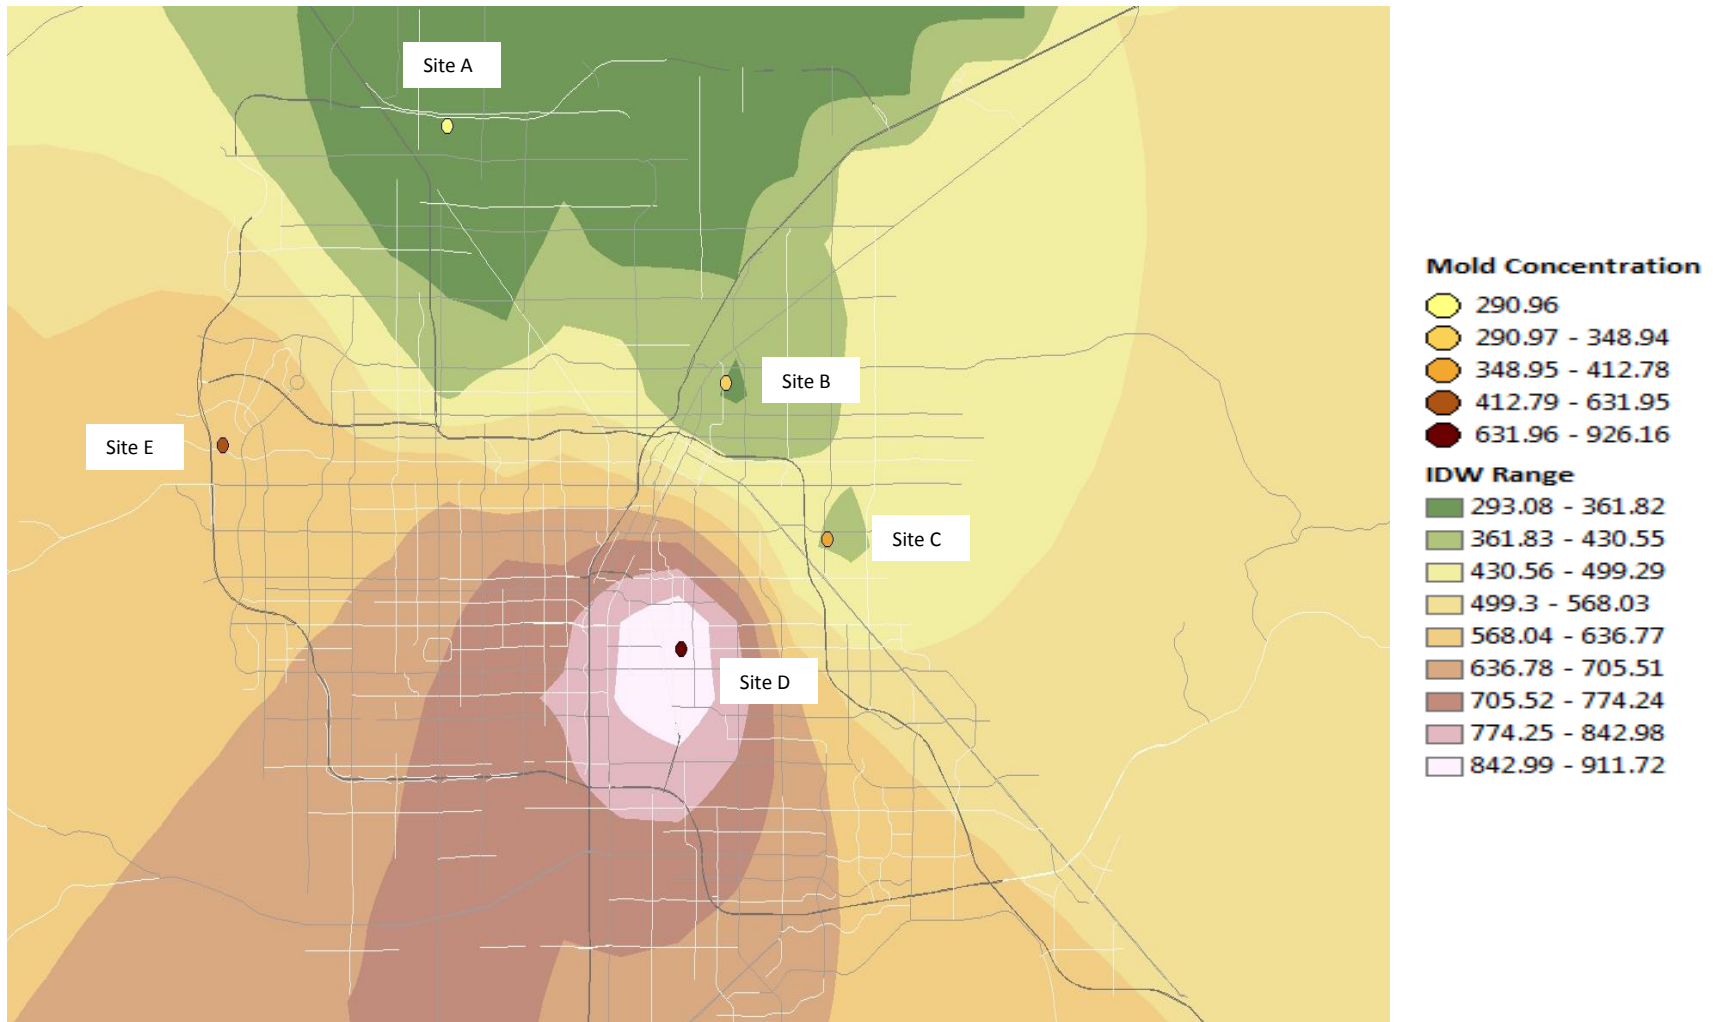 Site A
Site B
Site E
Site C
Site D
Mold Concentration
290.96
290.97 - 348.94
348.95 - 412.78
412.79 - 631.95
631.96 - 926.16
IDW Range
293.08 - 361.82
361.83 - 430.55
430.56 - 499.29
499.3 - 568.03
568.04 - 636.77
636.78 - 705.51
705.52 - 774.24
774.25 - 842.98
842.99 - 911.72